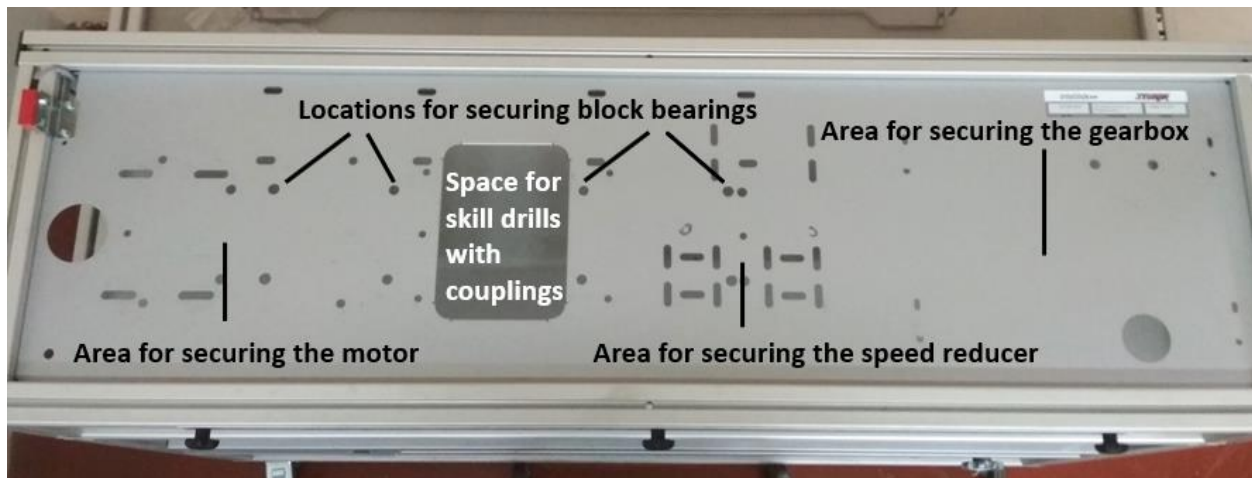 Locations for securing block bearings
Area for securing the gearbox
Space for
skill drills
with
couplings
Area for securing the motor
Area for securing the speed reducer